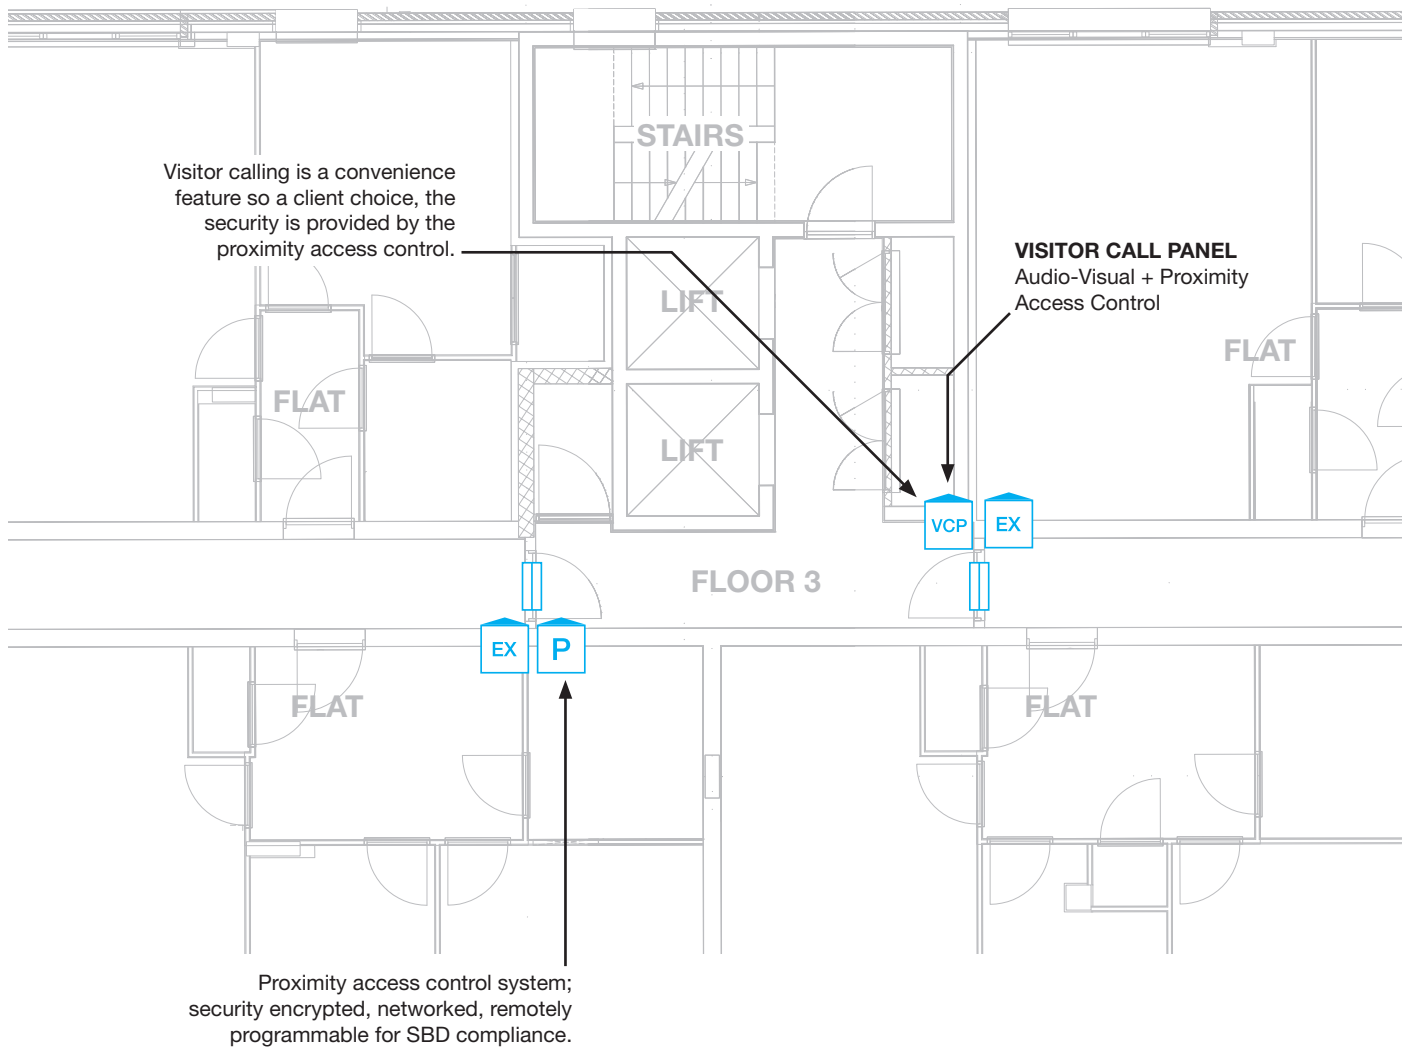 STAIRS
Visitor calling is a convenience
feature so a client choice, the
security is provided by the
proximity access control.
VISITOR CALL PANEL
Audio-Visual + Proximity
Access Control
LIFT
FLAT
FLAT
LIFT
VCP
EX
FLOOR 3
EX
P
FLAT
FLAT
Proximity access control system;
security encrypted, networked, remotely
programmable for SBD compliance.